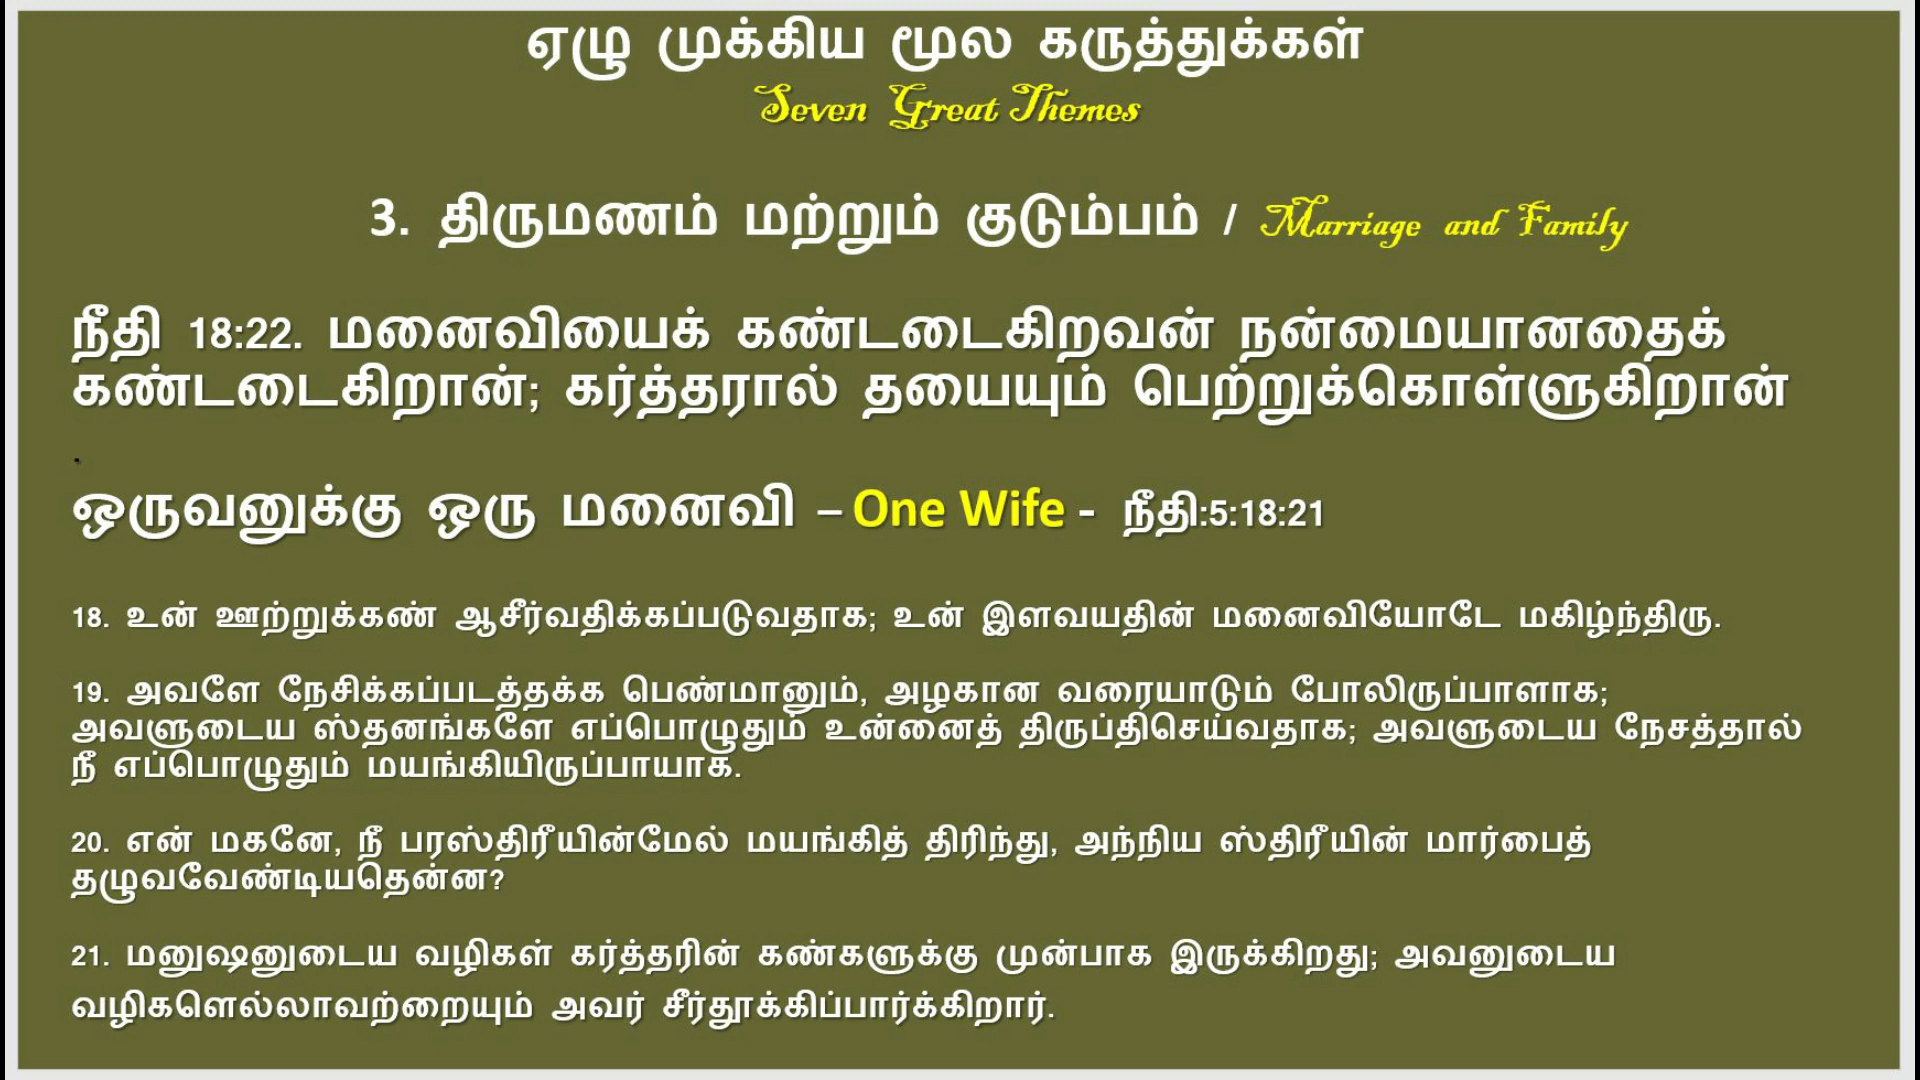 ஏழு முக்கிய மூல கருத்துக்கள்
Seven Great Themes
3. திருமணம் மற்றும் குடும்பம் / Marriage and Family
நீதி 18:22. மனைவியைக் கண்டடைகிறவன் நன்மையானதைக்
கண்டடைகிறான்; கர்த்தரால் தயையும் பெற்றுக்கொள்ளுகிறான்
.
ஒருவனுக்கு ஒரு மனைவி – One Wife - நீதி:5:18:21
18. உன் ஊற்றுக்கண் ஆசீர்வதிக்கப்படுவதாக; உன் இளவயதின் மனைவியோடே மகிழ்ந்திரு.
19. அவளே நேசிக்கப்படத்தக்க பெண்மானும், அழகான வரையாடும் போலிருப்பாளாக;
அவளுடைய ஸ்தனங்களே எப்பொழுதும் உன்னைத் திருப்திசெய்வதாக; அவளுடைய நேசத்தால்
நீ எப்பொழுதும் மயங்கியிருப்பாயாக.
20. என் மகனே, நீ பரஸ்திரீயின்மேல் மயங்கித் திரிந்து, அந்நிய ஸ்திரீயின் மார்பைத்
தழுவவேண்டியதென்ன?
21. மனுஷனுடைய வழிகள் கர்த்தரின் கண்களுக்கு முன்பாக இருக்கிறது; அவனுடைய
வழிகளெல்லாவற்றையும் அவர் சீர்தூக்கிப்பார்க்கிறார்.